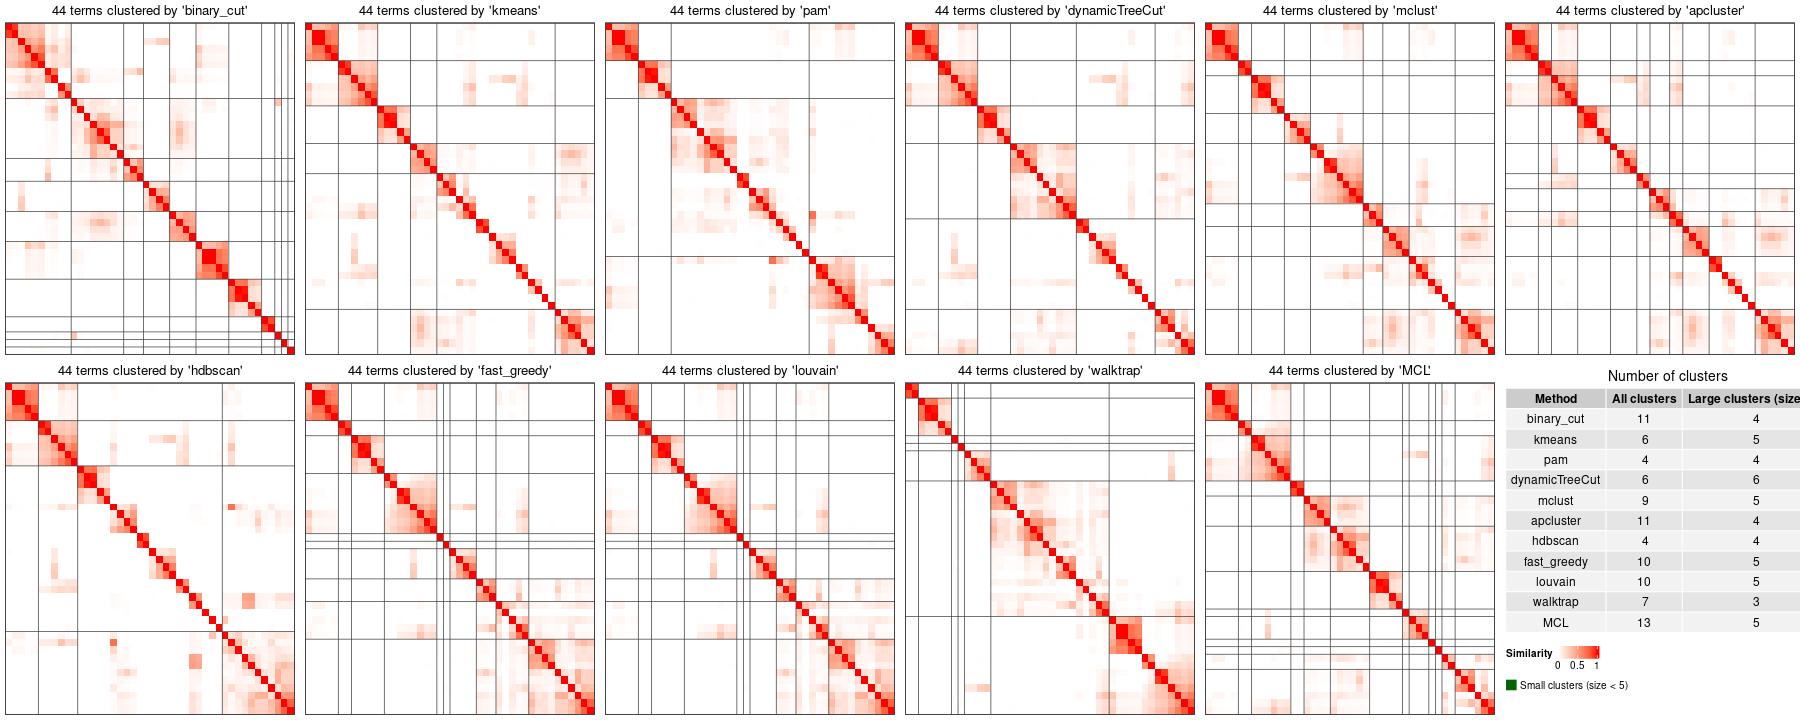 44 terms clustered by 'binary_cut'
44 terms clustered by 'kmeans'
44 terms clustered by 'pam'
44 terms clustered by 'dynamicTreeCut'
44 terms clustered by 'mclust'
44 terms clustered by 'apcluster'
44 terms clustered by 'hdbscan'
44 terms clustered by 'fast_greedy'
44 terms clustered by 'louvain'
44 terms clustered by 'walktrap'
44 terms clustered by 'MCL'
Number of clusters
Method All clusters Large clusters (size
binary_cut 11 4
kmeans 6 5
pam 4 4
dynamicTreeCut 6 6
mclust 9 5
apcluster 11 4
hdbscan 4 4
fast_greedy 10 5
louvain 10 5
walktrap 7 3
MCL 13 5
Similarity
0 0.5 1
Small clusters (size < 5)